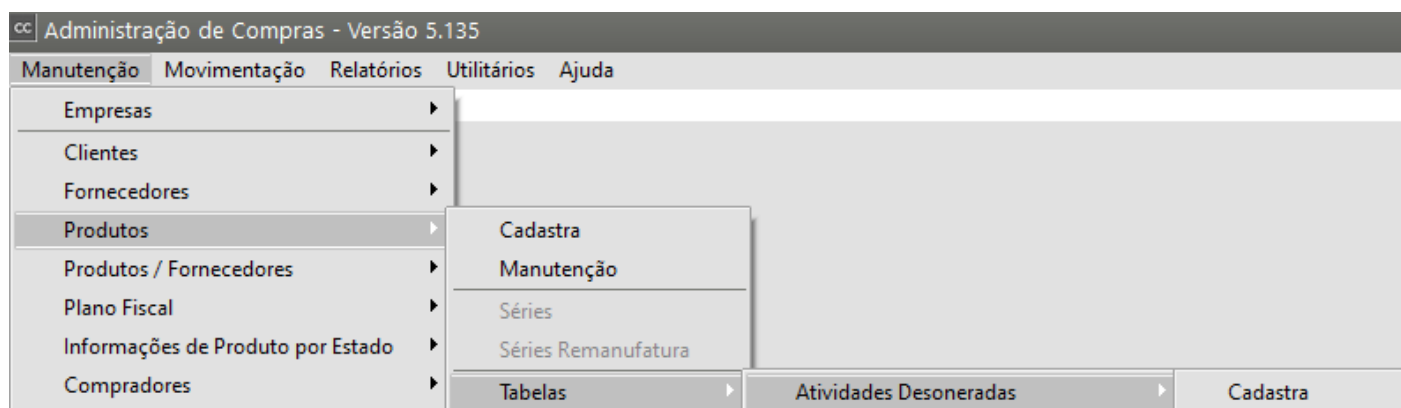 cc Administração de Compras - Versão 5.135
Manutenção Movimentação Relatórios Utilitários Ajuda
Empresas
Clientes
Fornecedores
Produtos Cadastra
Produtos / Fornecedores Manutenção
Plano Fiscal Séries
Informações de Produto por Estado Séries Remanufatura
Compradores Tabelas Atividades Desoneradas Cadastra